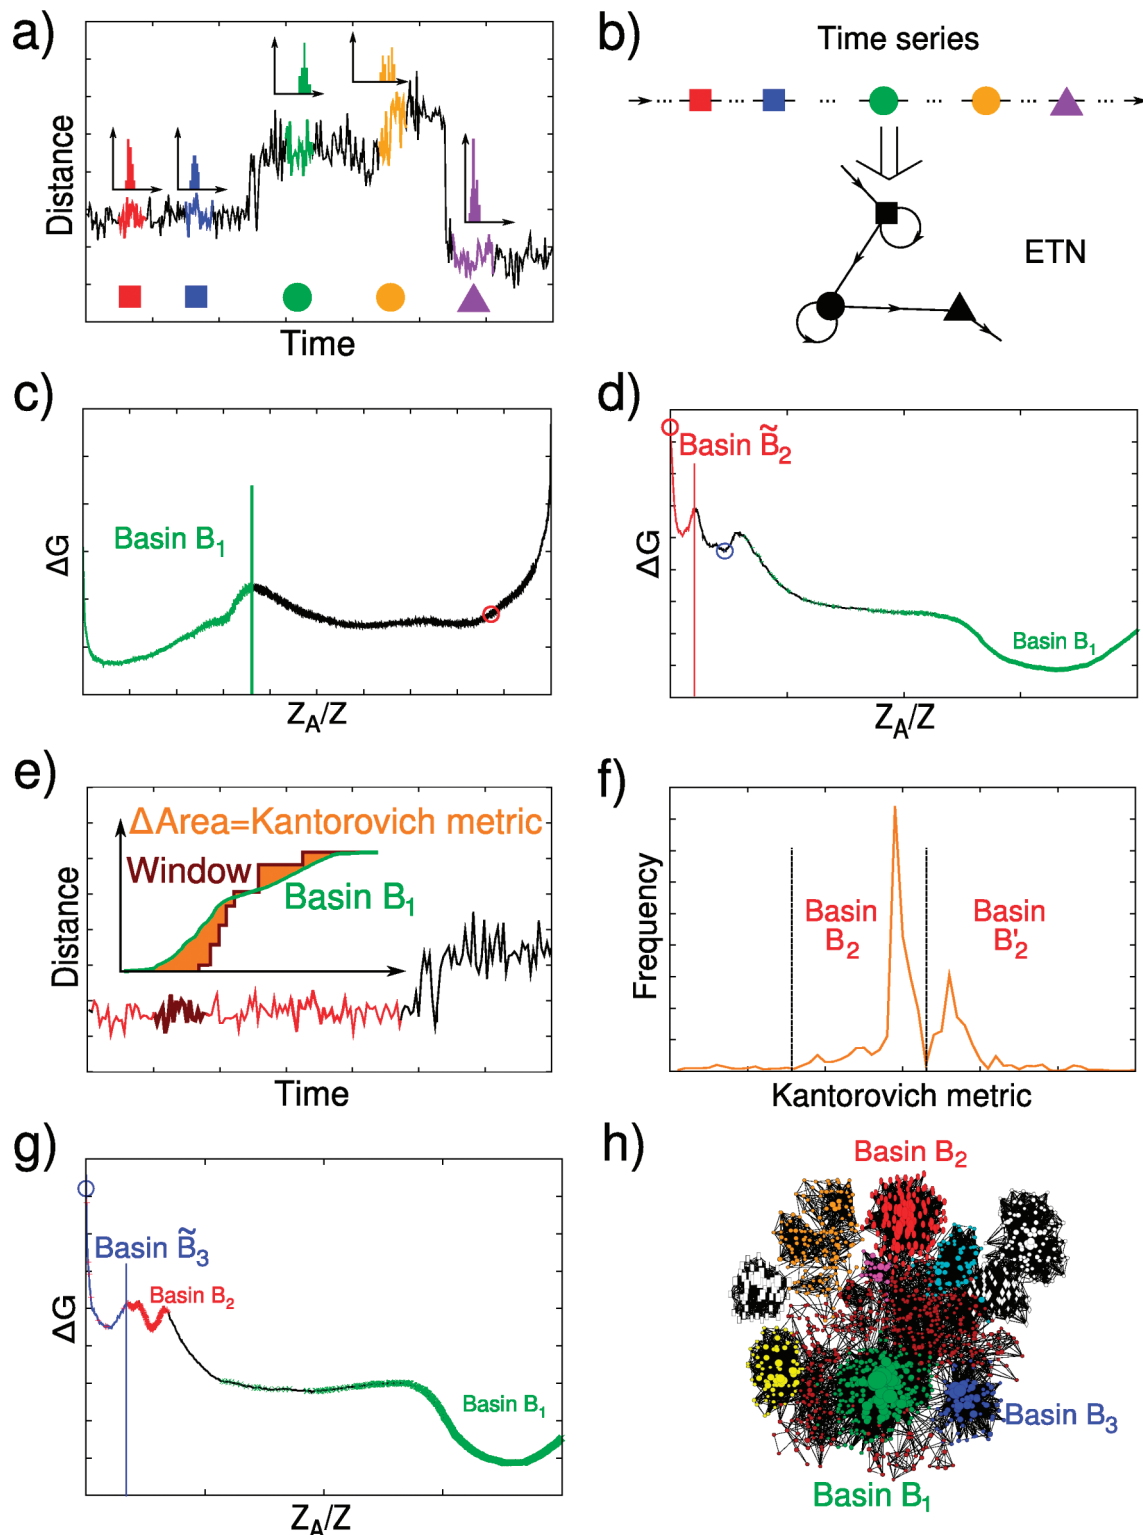 a)
Distance
Time
b)
Time series
... ... ... ... ...
ETN
c)
ΔG
Basin B1
ZA/Z
d)
ΔG
Basin B̃2
Basin B1
ZA/Z
e)
Distance
ΔArea=Kantorovich metric
Window
Basin B1
Time
f)
Frequency
Basin
B2
Basin
B'2
Kantorovich metric
g)
ΔG
Basin B̃3
Basin B2
Basin B1
ZA/Z
h)
Basin B2
Basin B3
Basin B1